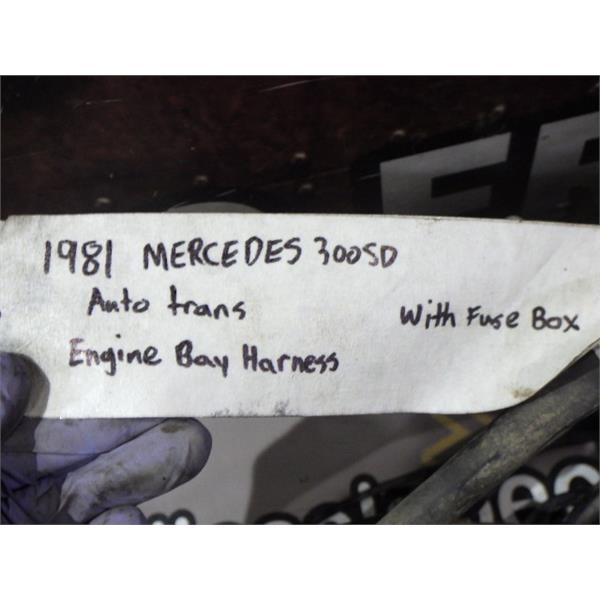 1981 MERCEDES 300SD
Auto trans
With Fuse Box
Engine Bay Harness